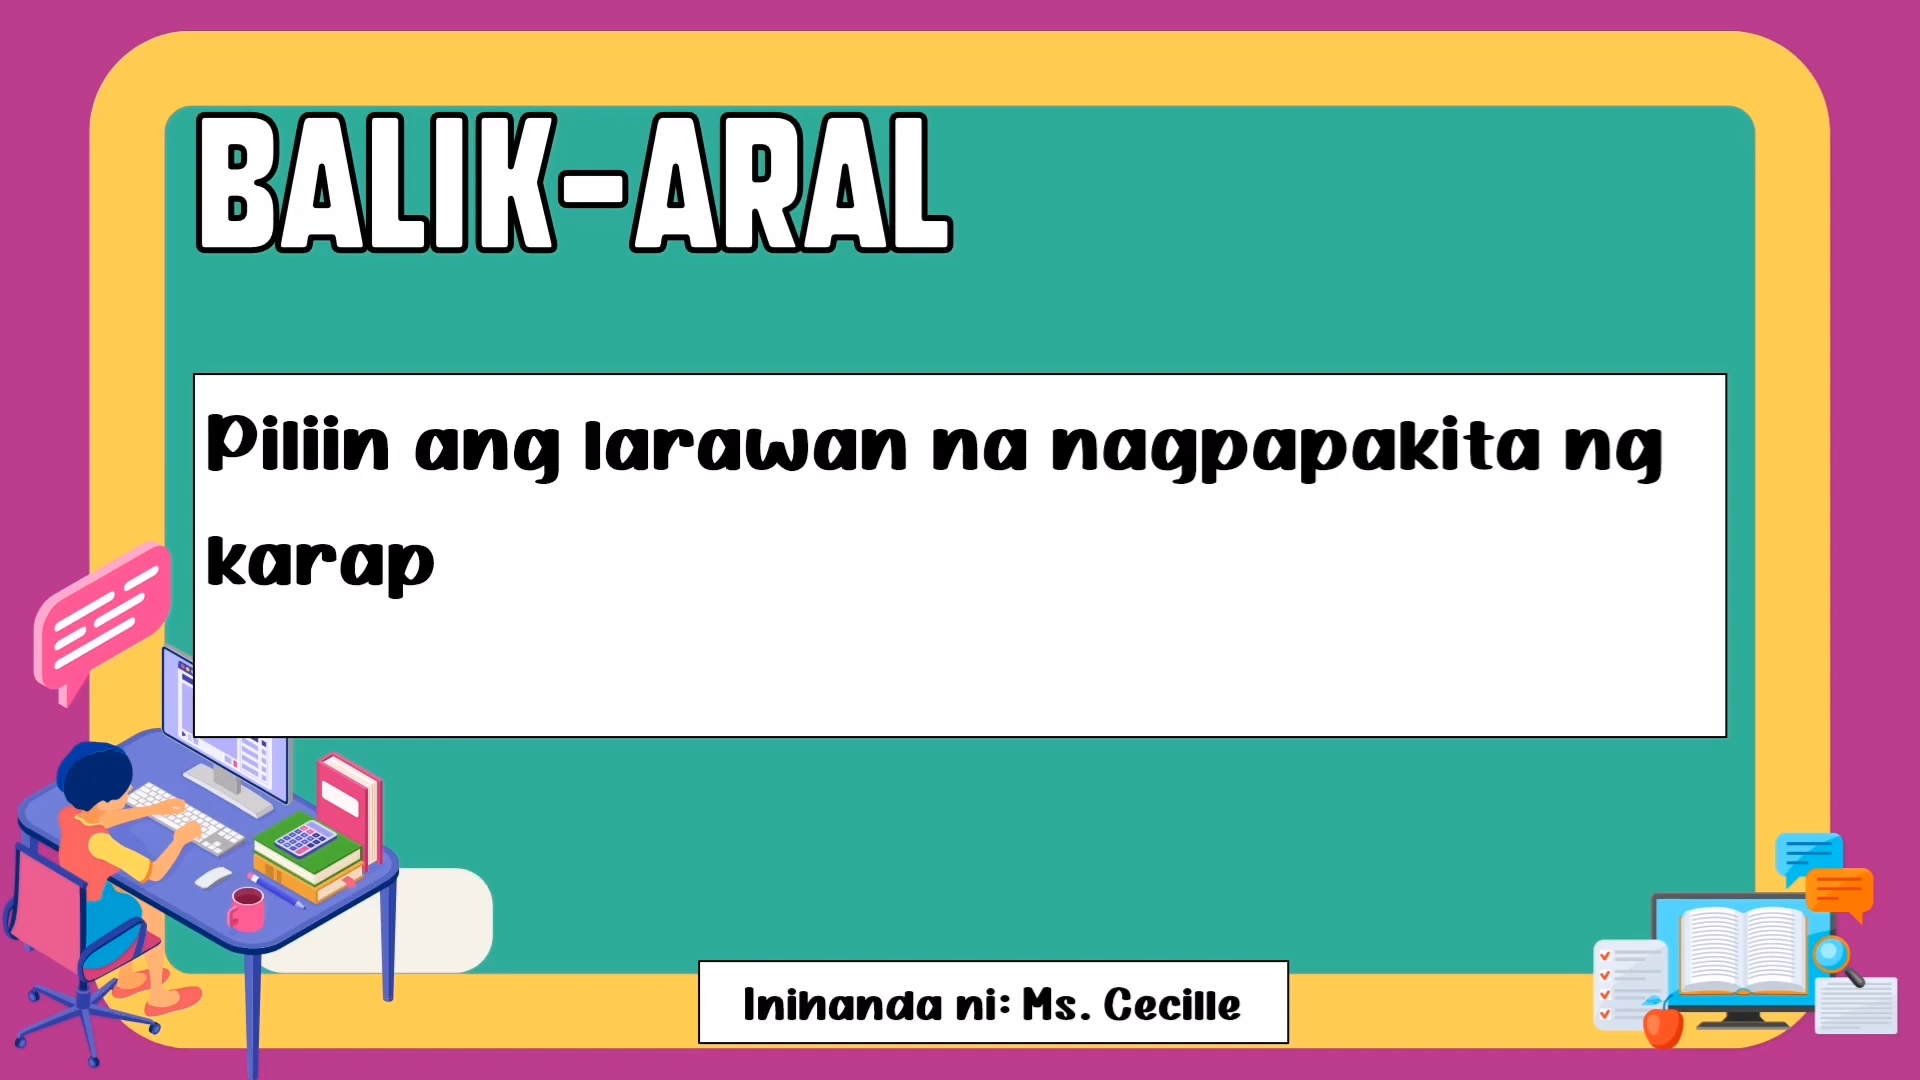 BALIK-ARAL
Piliin ang larawan na nagpapakita ng
karap
Inihanda ni: Ms. Cecille